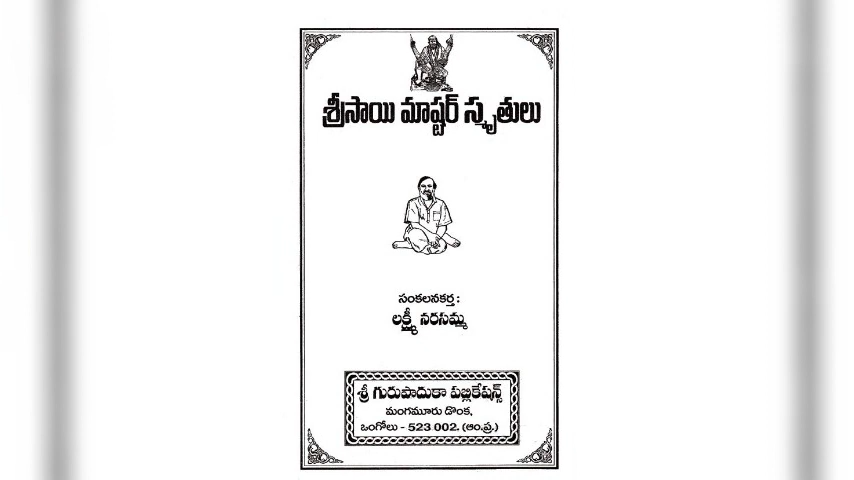 శ్రీసాయి మాష్టర్ స్మృతులు
సంకలనకర్త :
లక్ష్మీ నరసమ్మ
శ్రీ గురుపాదుకా పబ్లికేషన్స్
మంగమూరు డొంక,
ఒంగోలు - 523 002. (ఆం.ప్ర.)